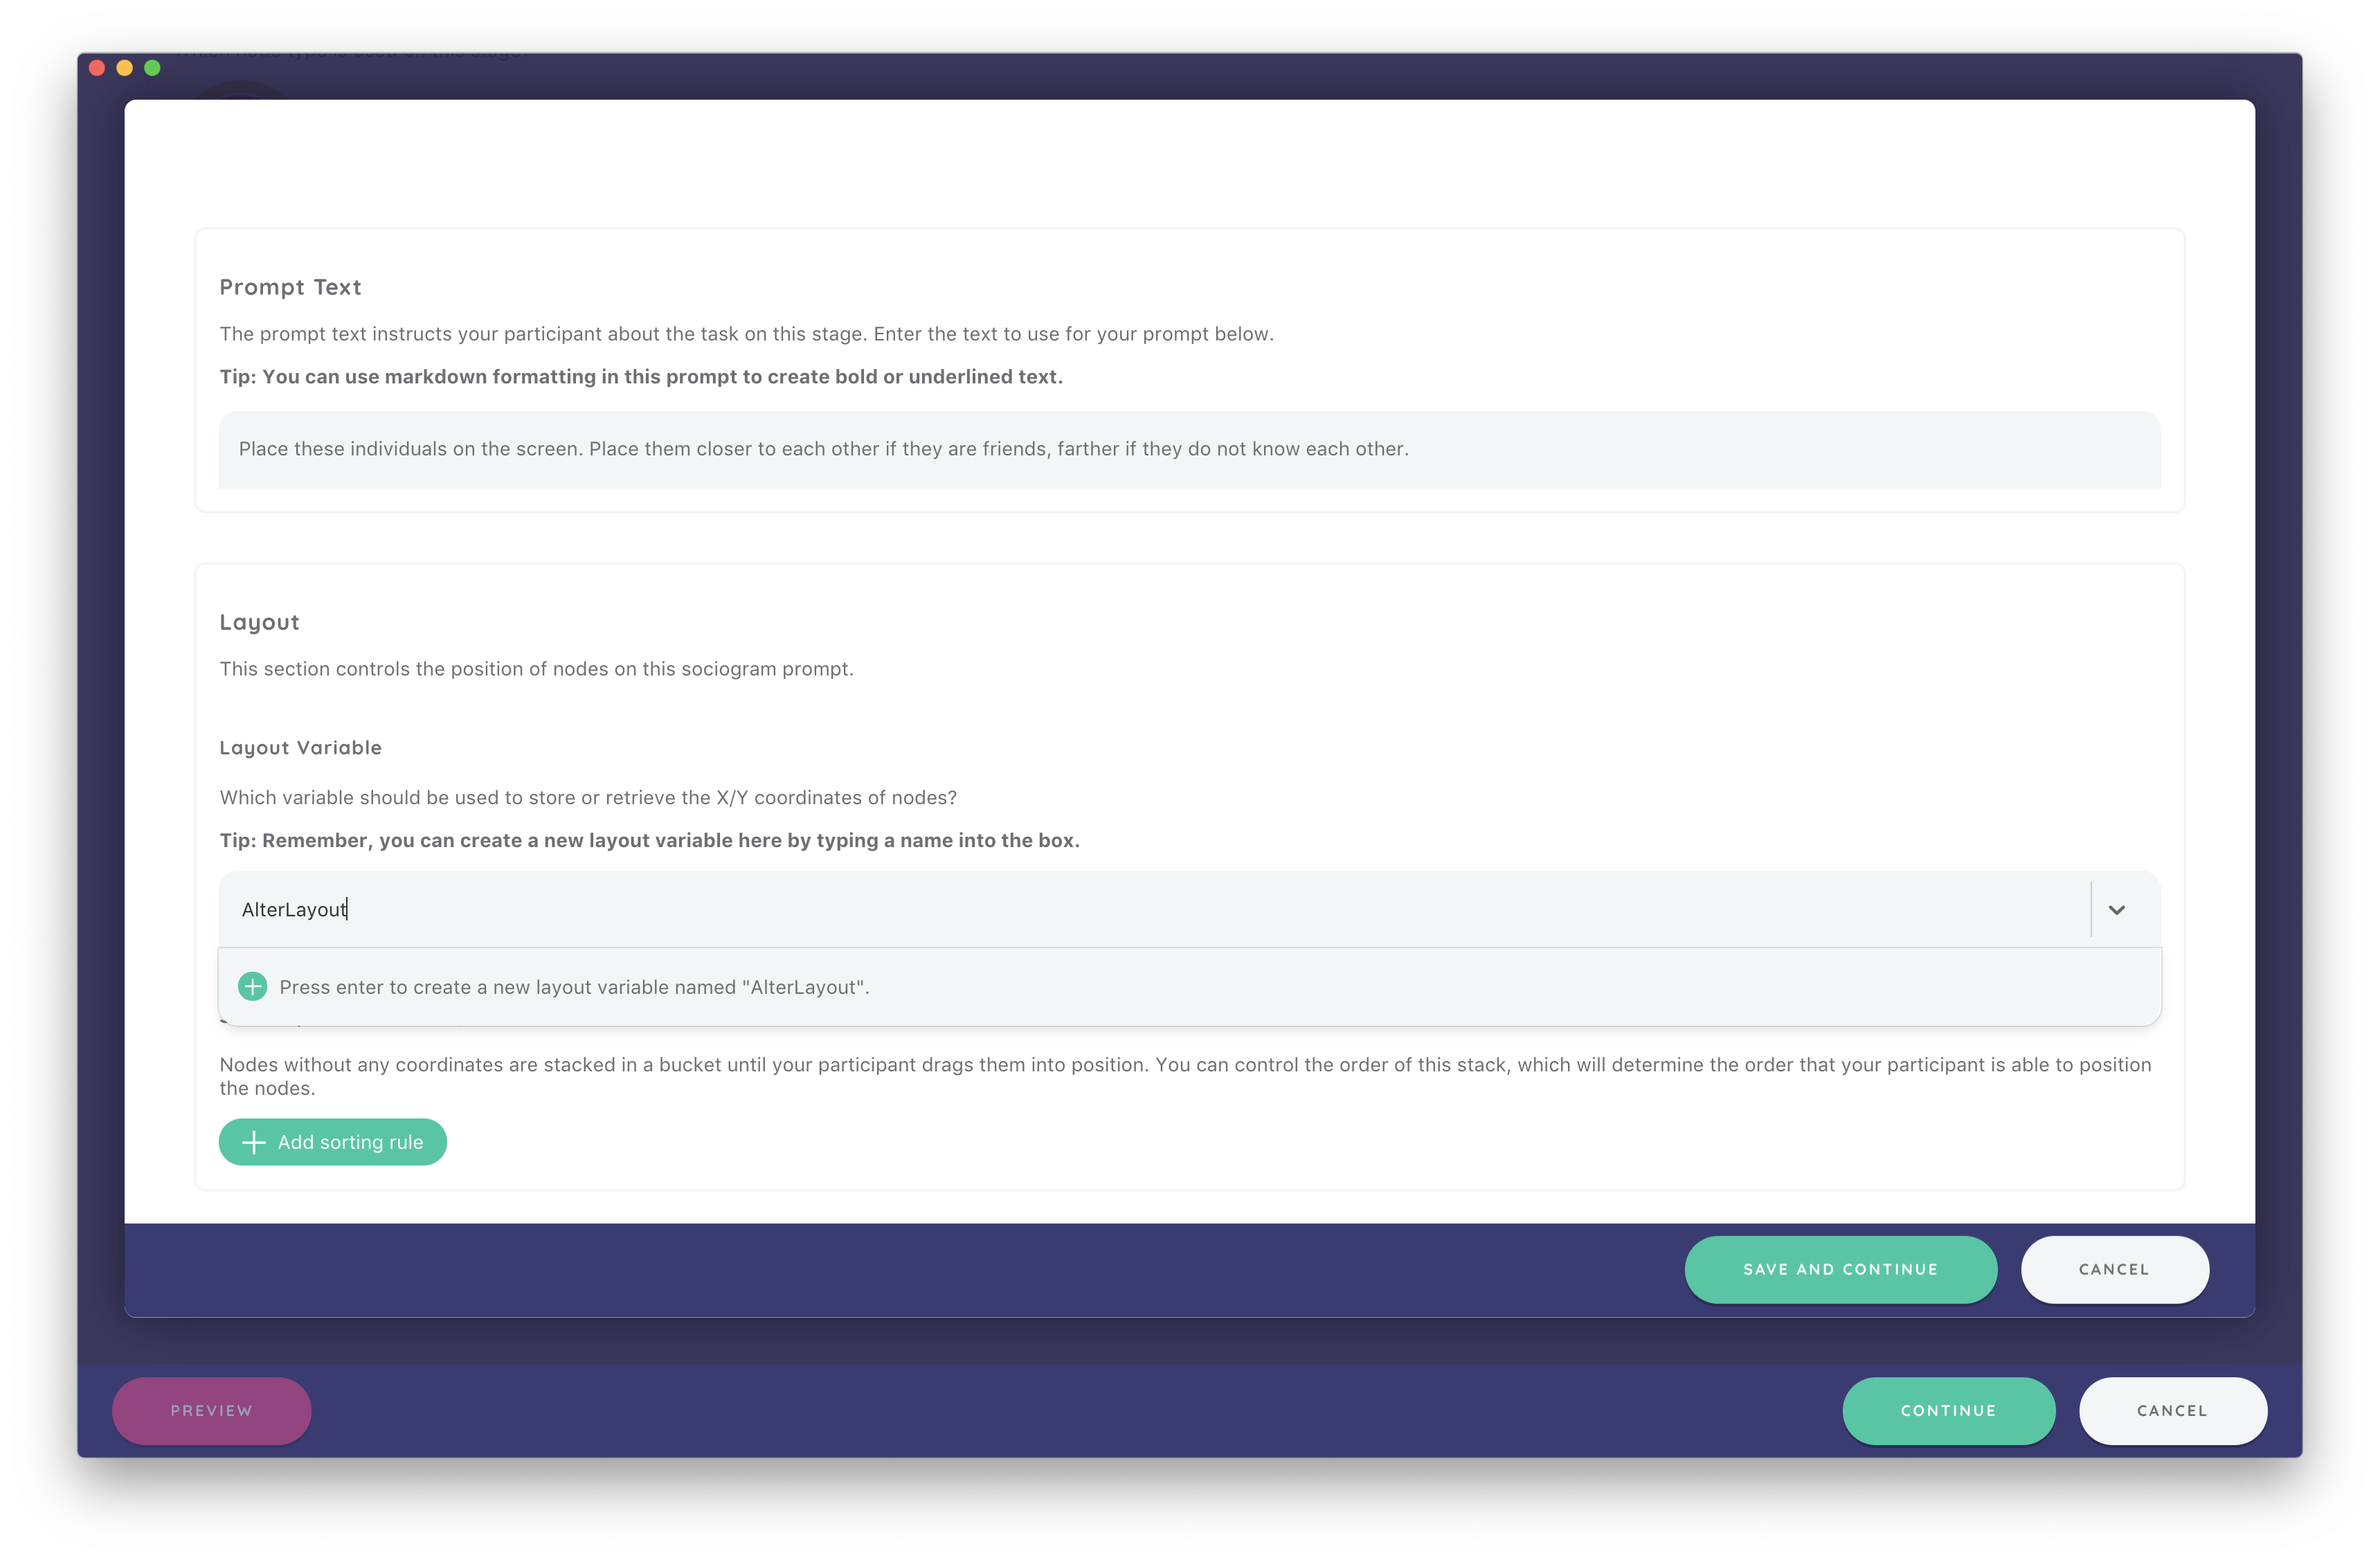 Prompt Text
The prompt text instructs your participant about the task on this stage. Enter the text to use for your prompt below.
Tip: You can use markdown formatting in this prompt to create bold or underlined text.
Place these individuals on the screen. Place them closer to each other if they are friends, farther if they do not know each other.
Layout
This section controls the position of nodes on this sociogram prompt.
Layout Variable
Which variable should be used to store or retrieve the X/Y coordinates of nodes?
Tip: Remember, you can create a new layout variable here by typing a name into the box.
AlterLayout
Press enter to create a new layout variable named "AlterLayout".
Nodes without any coordinates are stacked in a bucket until your participant drags them into position. You can control the order of this stack, which will determine the order that your participant is able to position
the nodes.
Add sorting rule
SAVE AND CONTINUE
CANCEL
PREVIEW
CONTINUE
CANCEL